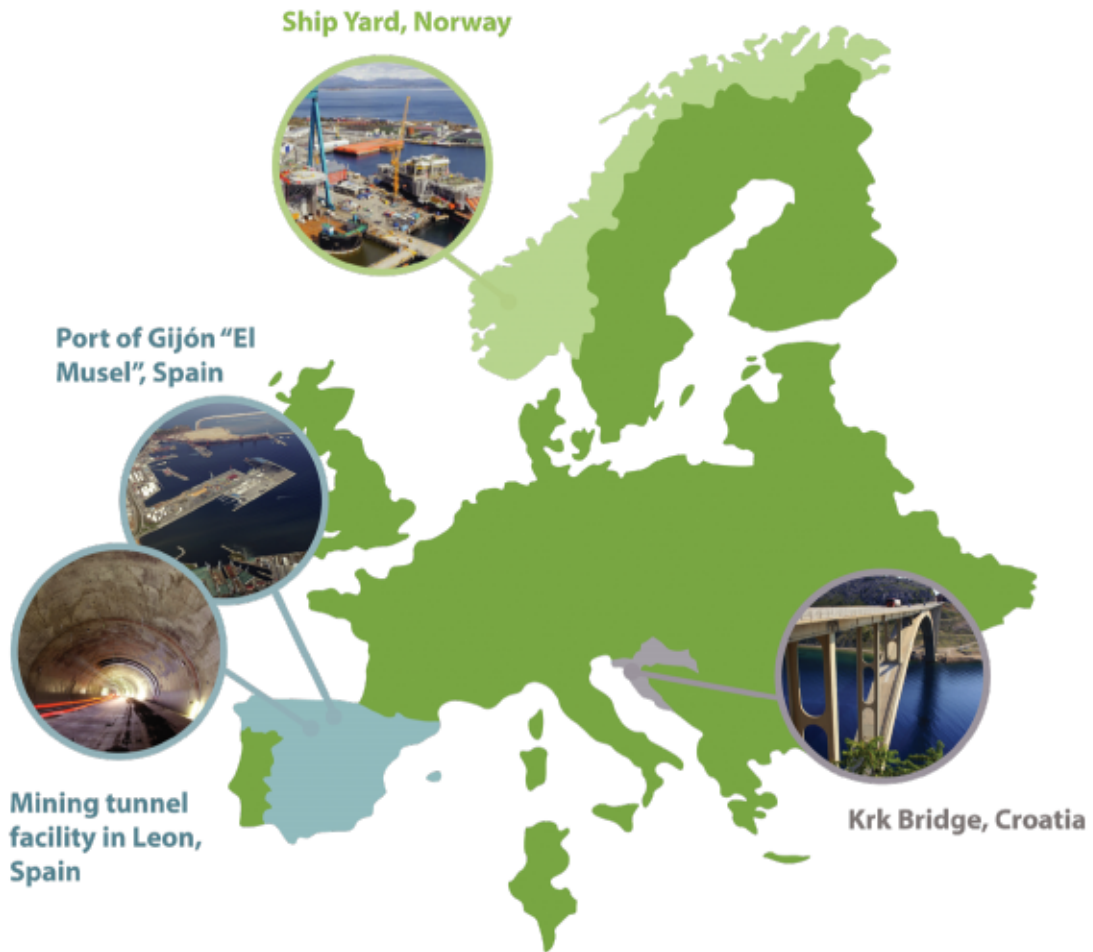 Ship Yard, Norway
Port of Gijón “El
Musel”, Spain
Mining tunnel
facility in Leon,
Spain
Krk Bridge, Croatia